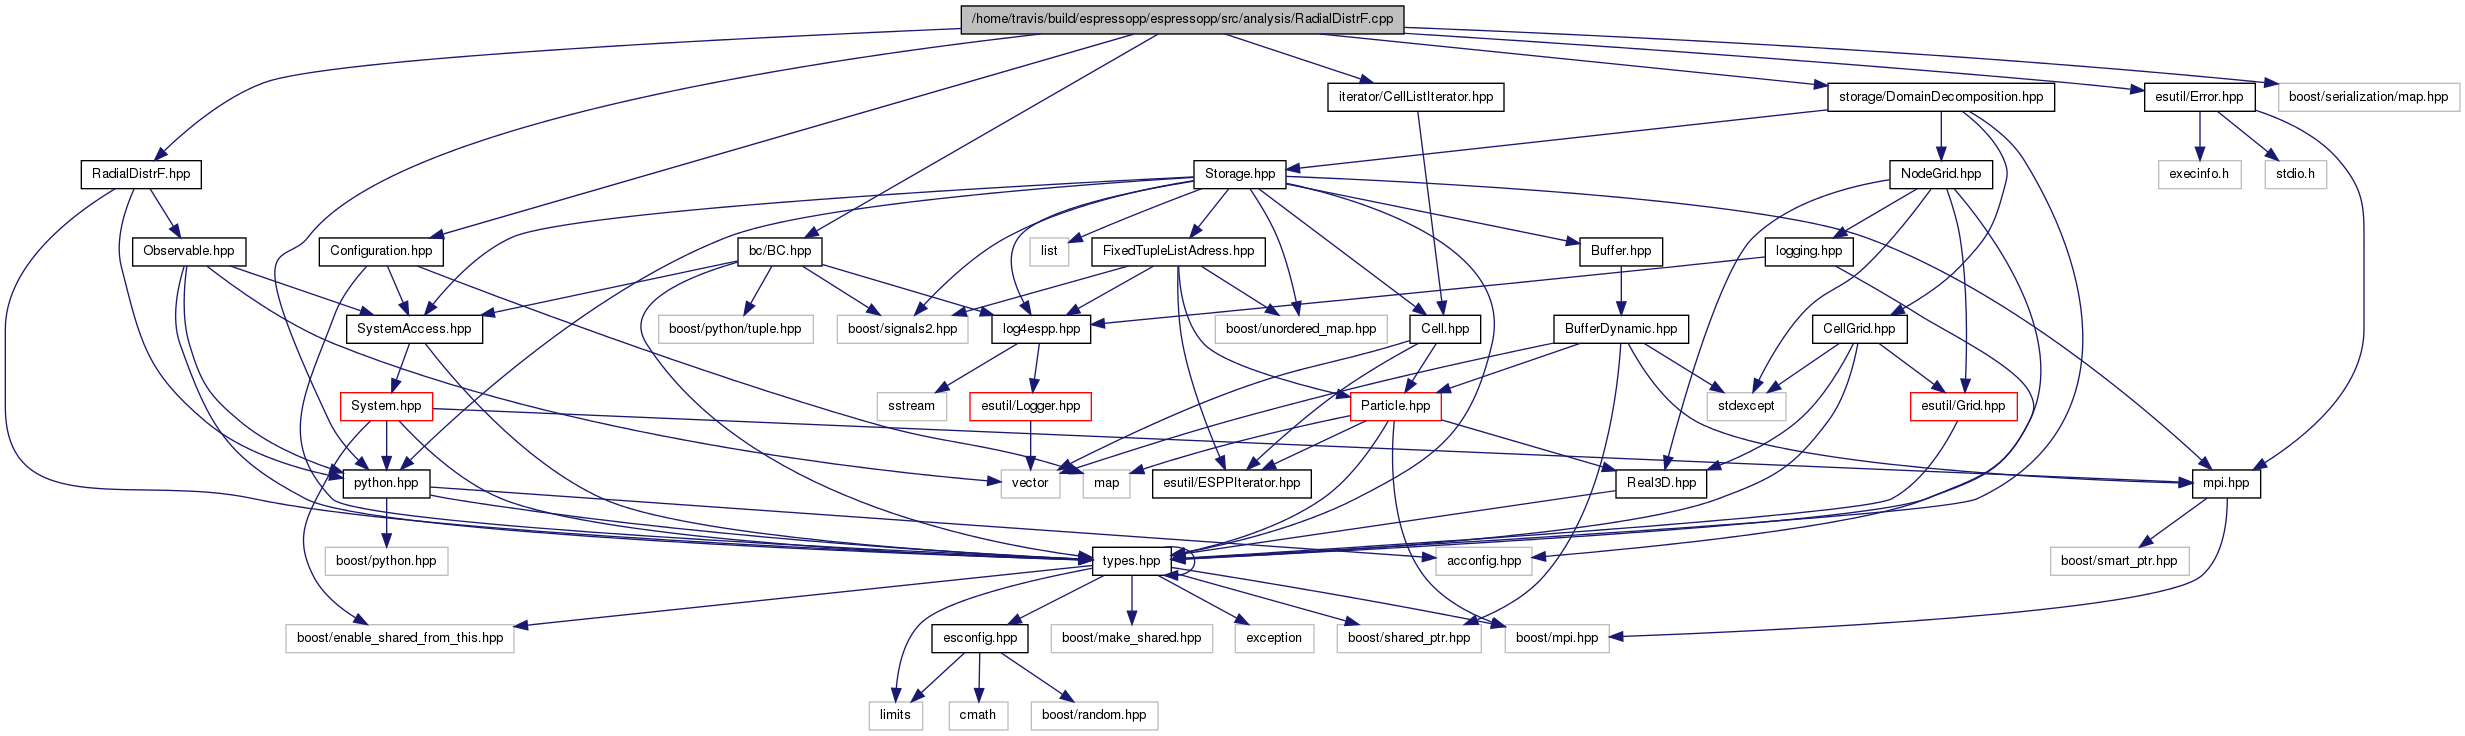 /home/travis/build/espressopp/espressopp/src/analysis/RadialDistrF.cpp
iterator/CellListIterator.hpp
storage/DomainDecomposition.hpp
esutil/Error.hpp
boost/serialization/map.hpp
RadialDistrF.hpp
Storage.hpp
NodeGrid.hpp
execinfo.h
stdio.h
Observable.hpp
Configuration.hpp
bc/BC.hpp
list
FixedTupleListAdress.hpp
Buffer.hpp
logging.hpp
SystemAccess.hpp
boost/python/tuple.hpp
boost/signals2.hpp
log4espp.hpp
boost/unordered_map.hpp
Cell.hpp
BufferDynamic.hpp
CellGrid.hpp
System.hpp
sstream
esutil/Logger.hpp
Particle.hpp
stdexcept
esutil/Grid.hpp
python.hpp
vector
map
esutil/ESPPIterator.hpp
Real3D.hpp
mpi.hpp
boost/python.hpp
types.hpp
acconfig.hpp
boost/smart_ptr.hpp
boost/enable_shared_from_this.hpp
esconfig.hpp
boost/make_shared.hpp
exception
boost/shared_ptr.hpp
boost/mpi.hpp
limits
cmath
boost/random.hpp